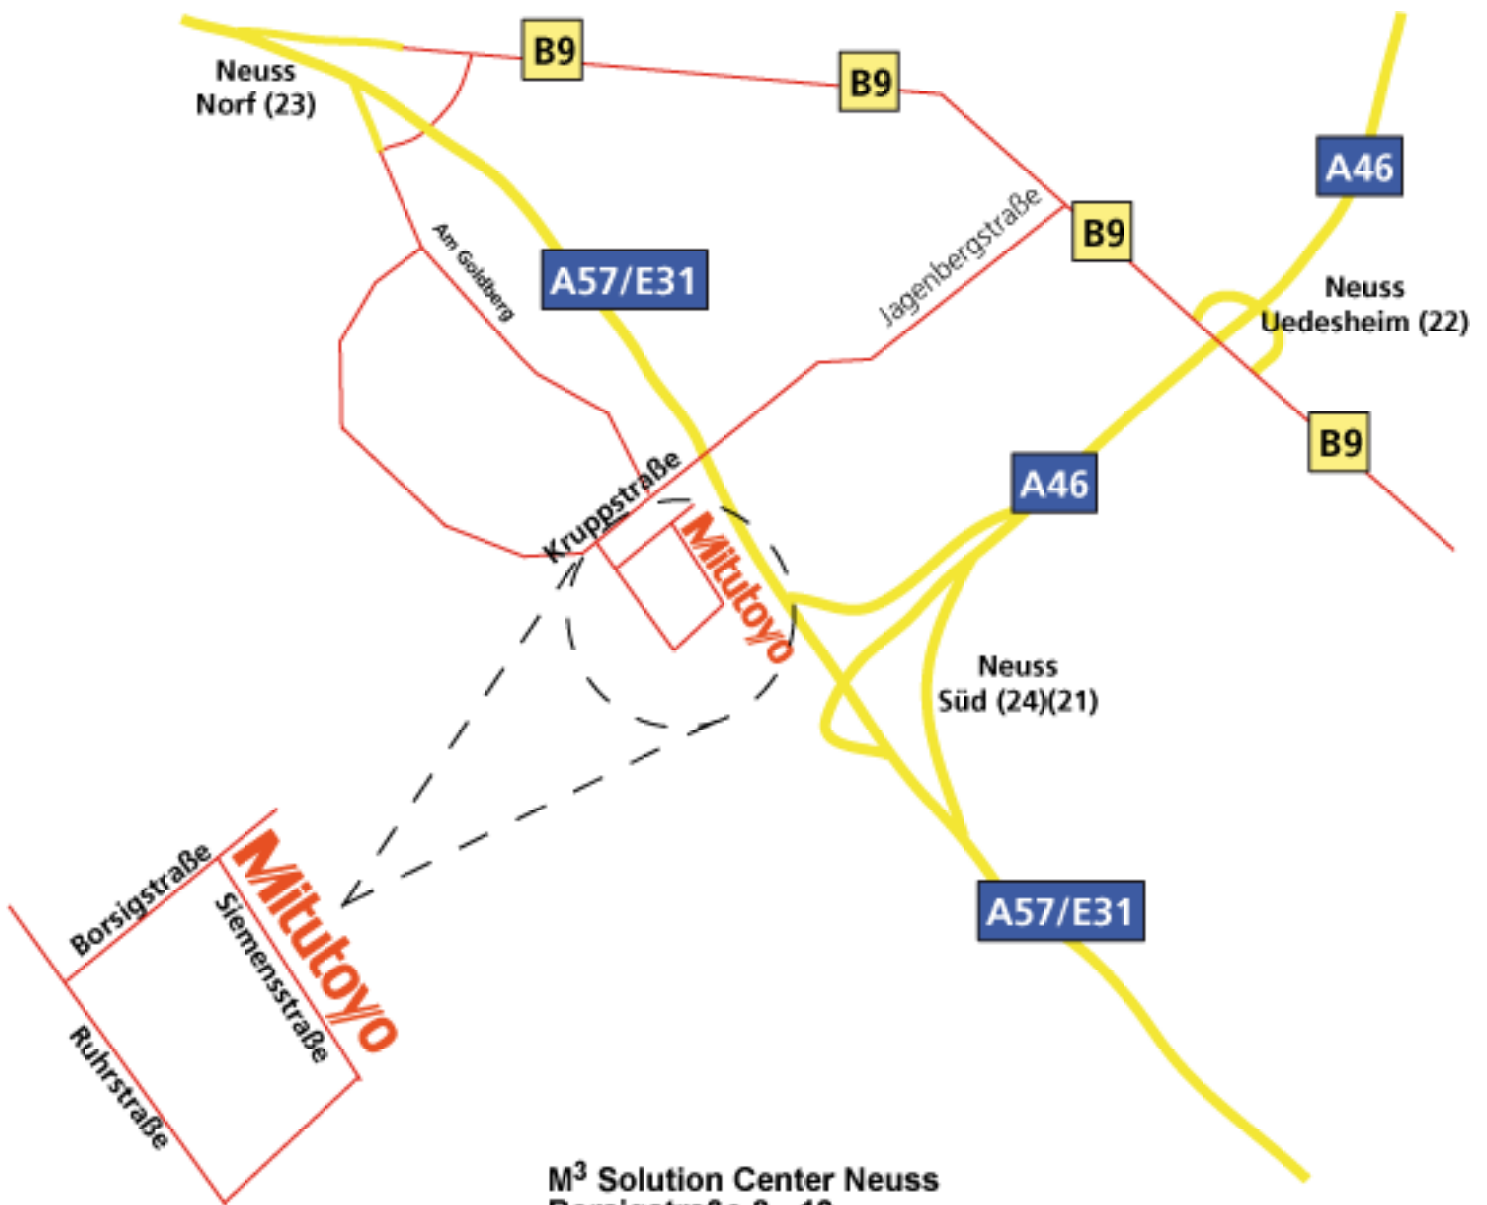 B9
Neuss
Norf (23)
B9
A46
Jagenbergstraße
B9
Am Goldberg
A57/E31
Neuss
Uedesheim (22)
B9
Kruppstraße
A46
Mitutoyo
Neuss
Süd (24)(21)
Borsigstraße
Mitutoyo
Siemensstraße
A57/E31
Ruhrstraße
M³ Solution Center Neuss